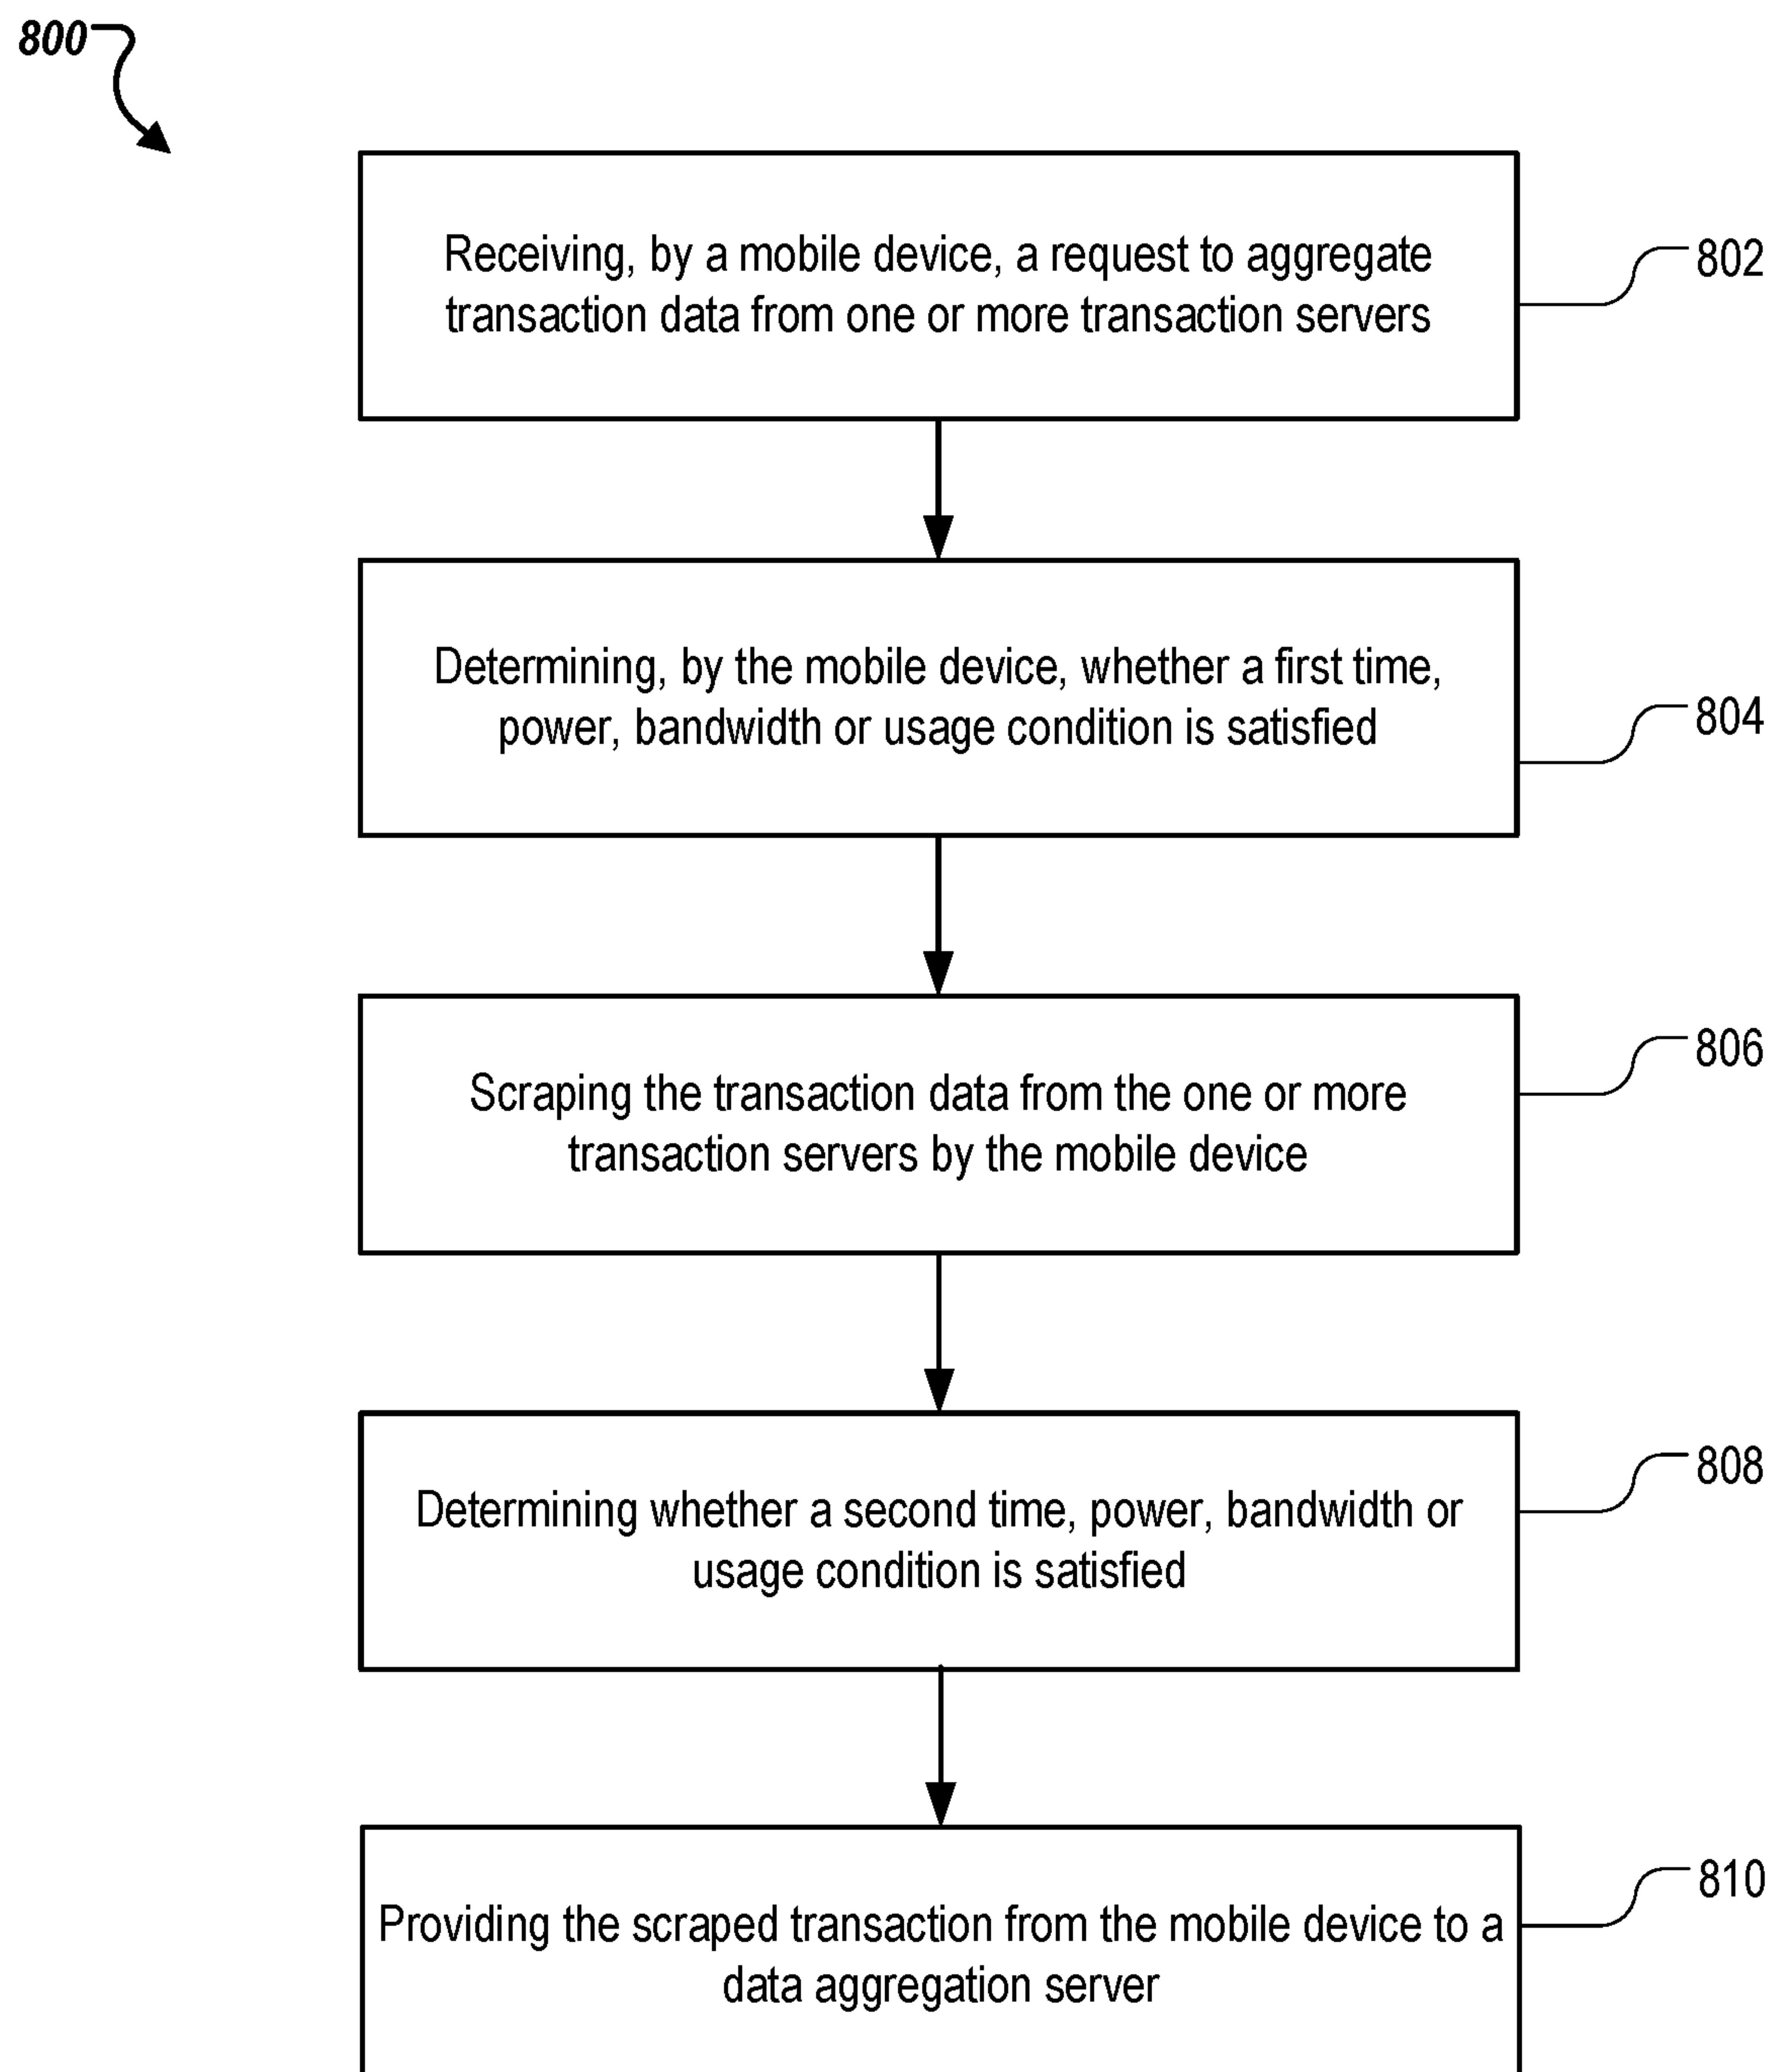 800
Receiving, by a mobile device, a request to aggregate
transaction data from one or more transaction servers
802
Determining, by the mobile device, whether a first time,
power, bandwidth or usage condition is satisfied
804
Scraping the transaction data from the one or more
transaction servers by the mobile device
806
Determining whether a second time, power, bandwidth or
usage condition is satisfied
808
Providing the scraped transaction from the mobile device to a
data aggregation server
810